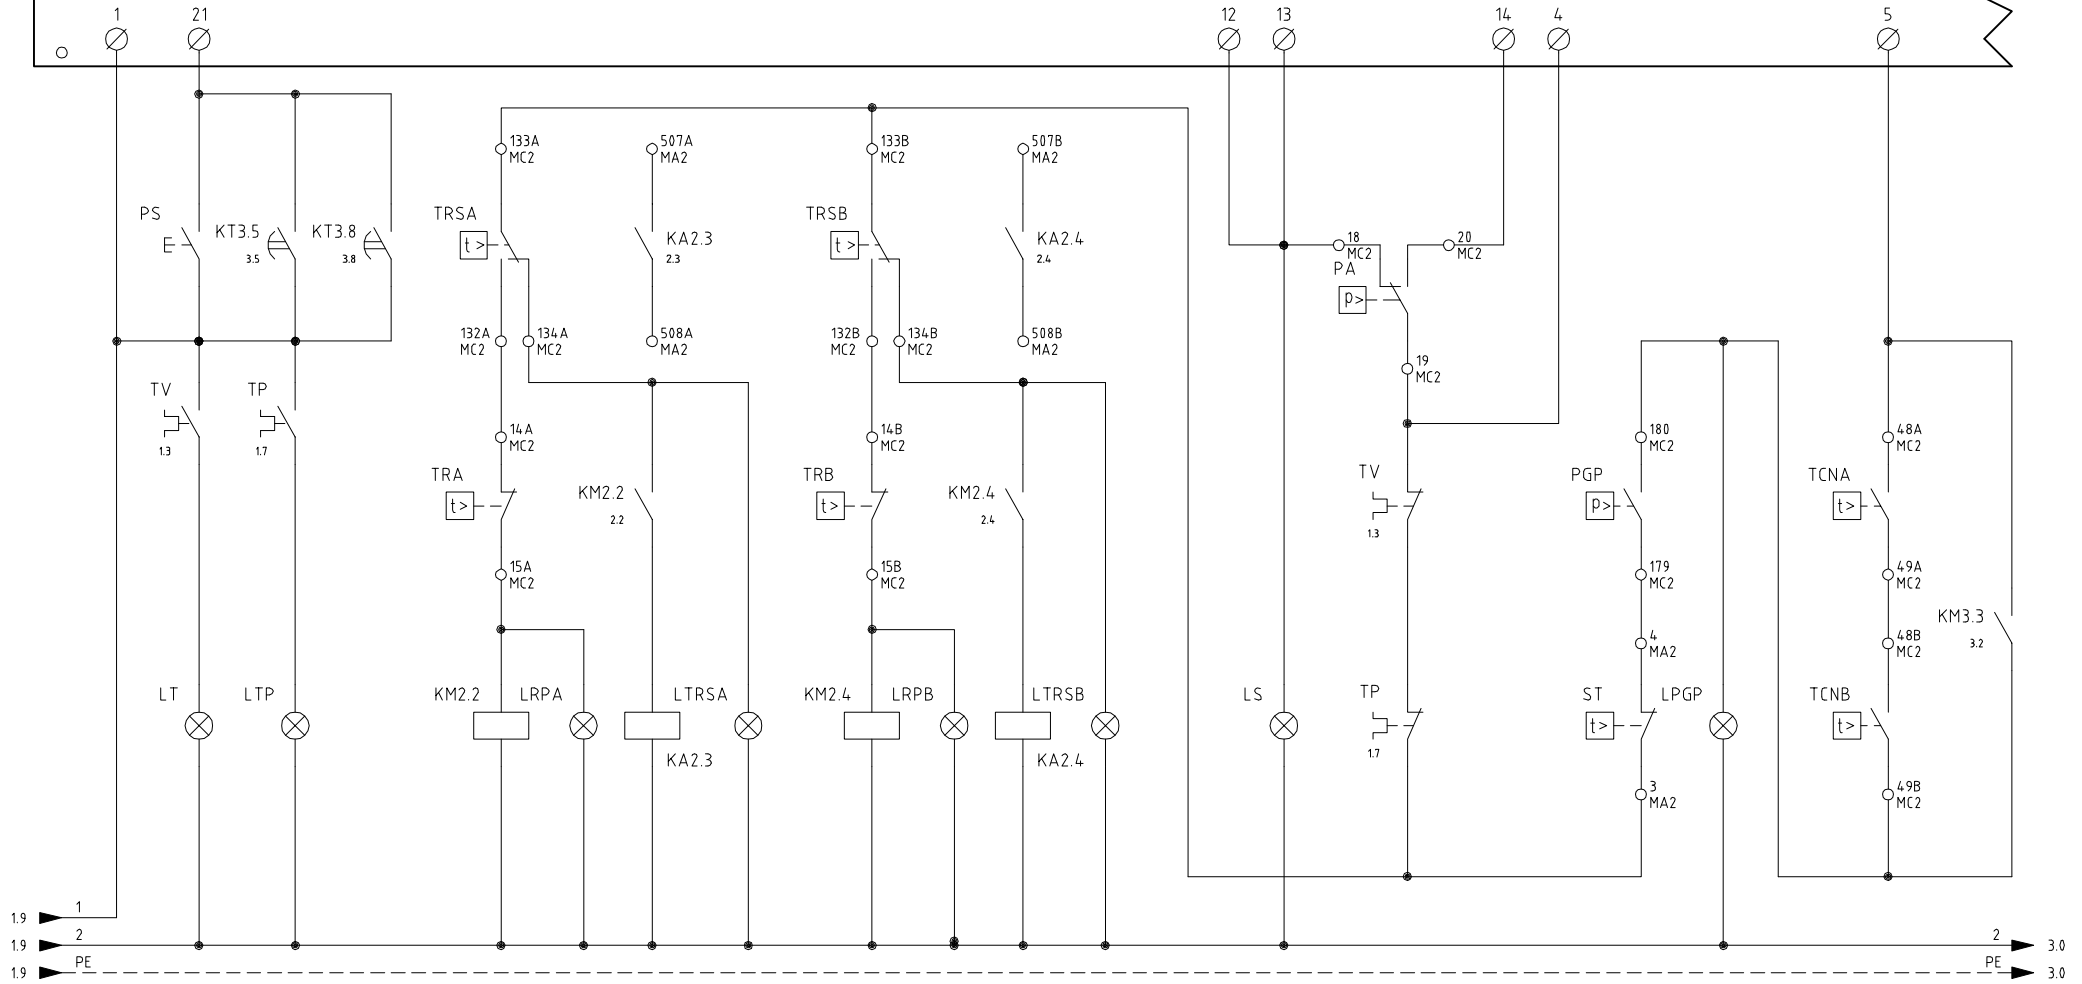 1
21
12
13
14
4
5
133A
MC2
507A
MA2
133B
MC2
507B
MA2
PS
KT3.5
3.5
KT3.8
3.8
TRSA
t>
KA2.3
2.3
TRSB
t>
KA2.4
2.4
18
MC2
20
MC2
PA
p>
132A
MC2
134A
MC2
508A
MA2
132B
MC2
134B
MC2
508B
MA2
19
MC2
TV
1.3
TP
1.7
14A
MC2
14B
MC2
180
MC2
48A
MC2
TRA
t>
KM2.2
2.2
TRB
t>
KM2.4
2.4
TV
1.3
PGP
p>
TCNA
t>
15A
MC2
15B
MC2
179
MC2
49A
MC2
4
MA2
48B
MC2
KM3.3
3.2
LT
LTP
KM2.2
LRPA
LTRSA
KA2.3
KM2.4
LRPB
LTRSB
KA2.4
LS
TP
1.7
ST
t>
LPGP
TCNB
t>
3
MA2
49B
MC2
1.9
1
1.9
2
2
3.0
1.9
PE
PE
3.0